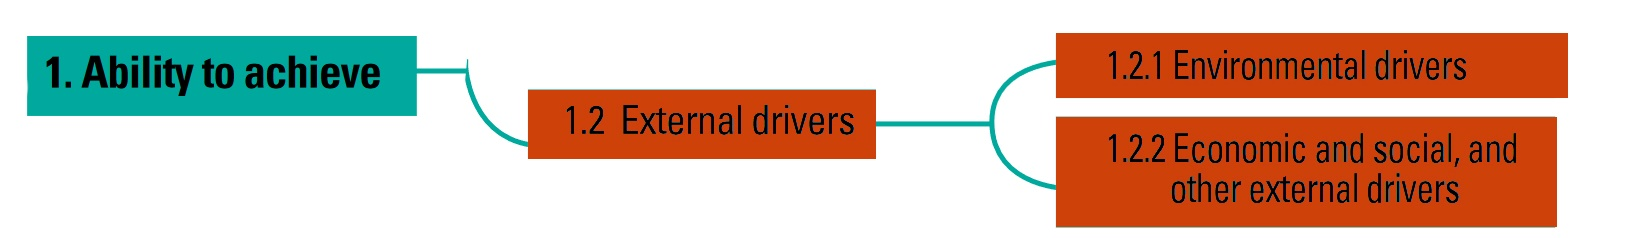 1. Ability to achieve
1.2 External drivers
1.2.1 Environmental drivers
1.2.2 Economic and social, and
other external drivers